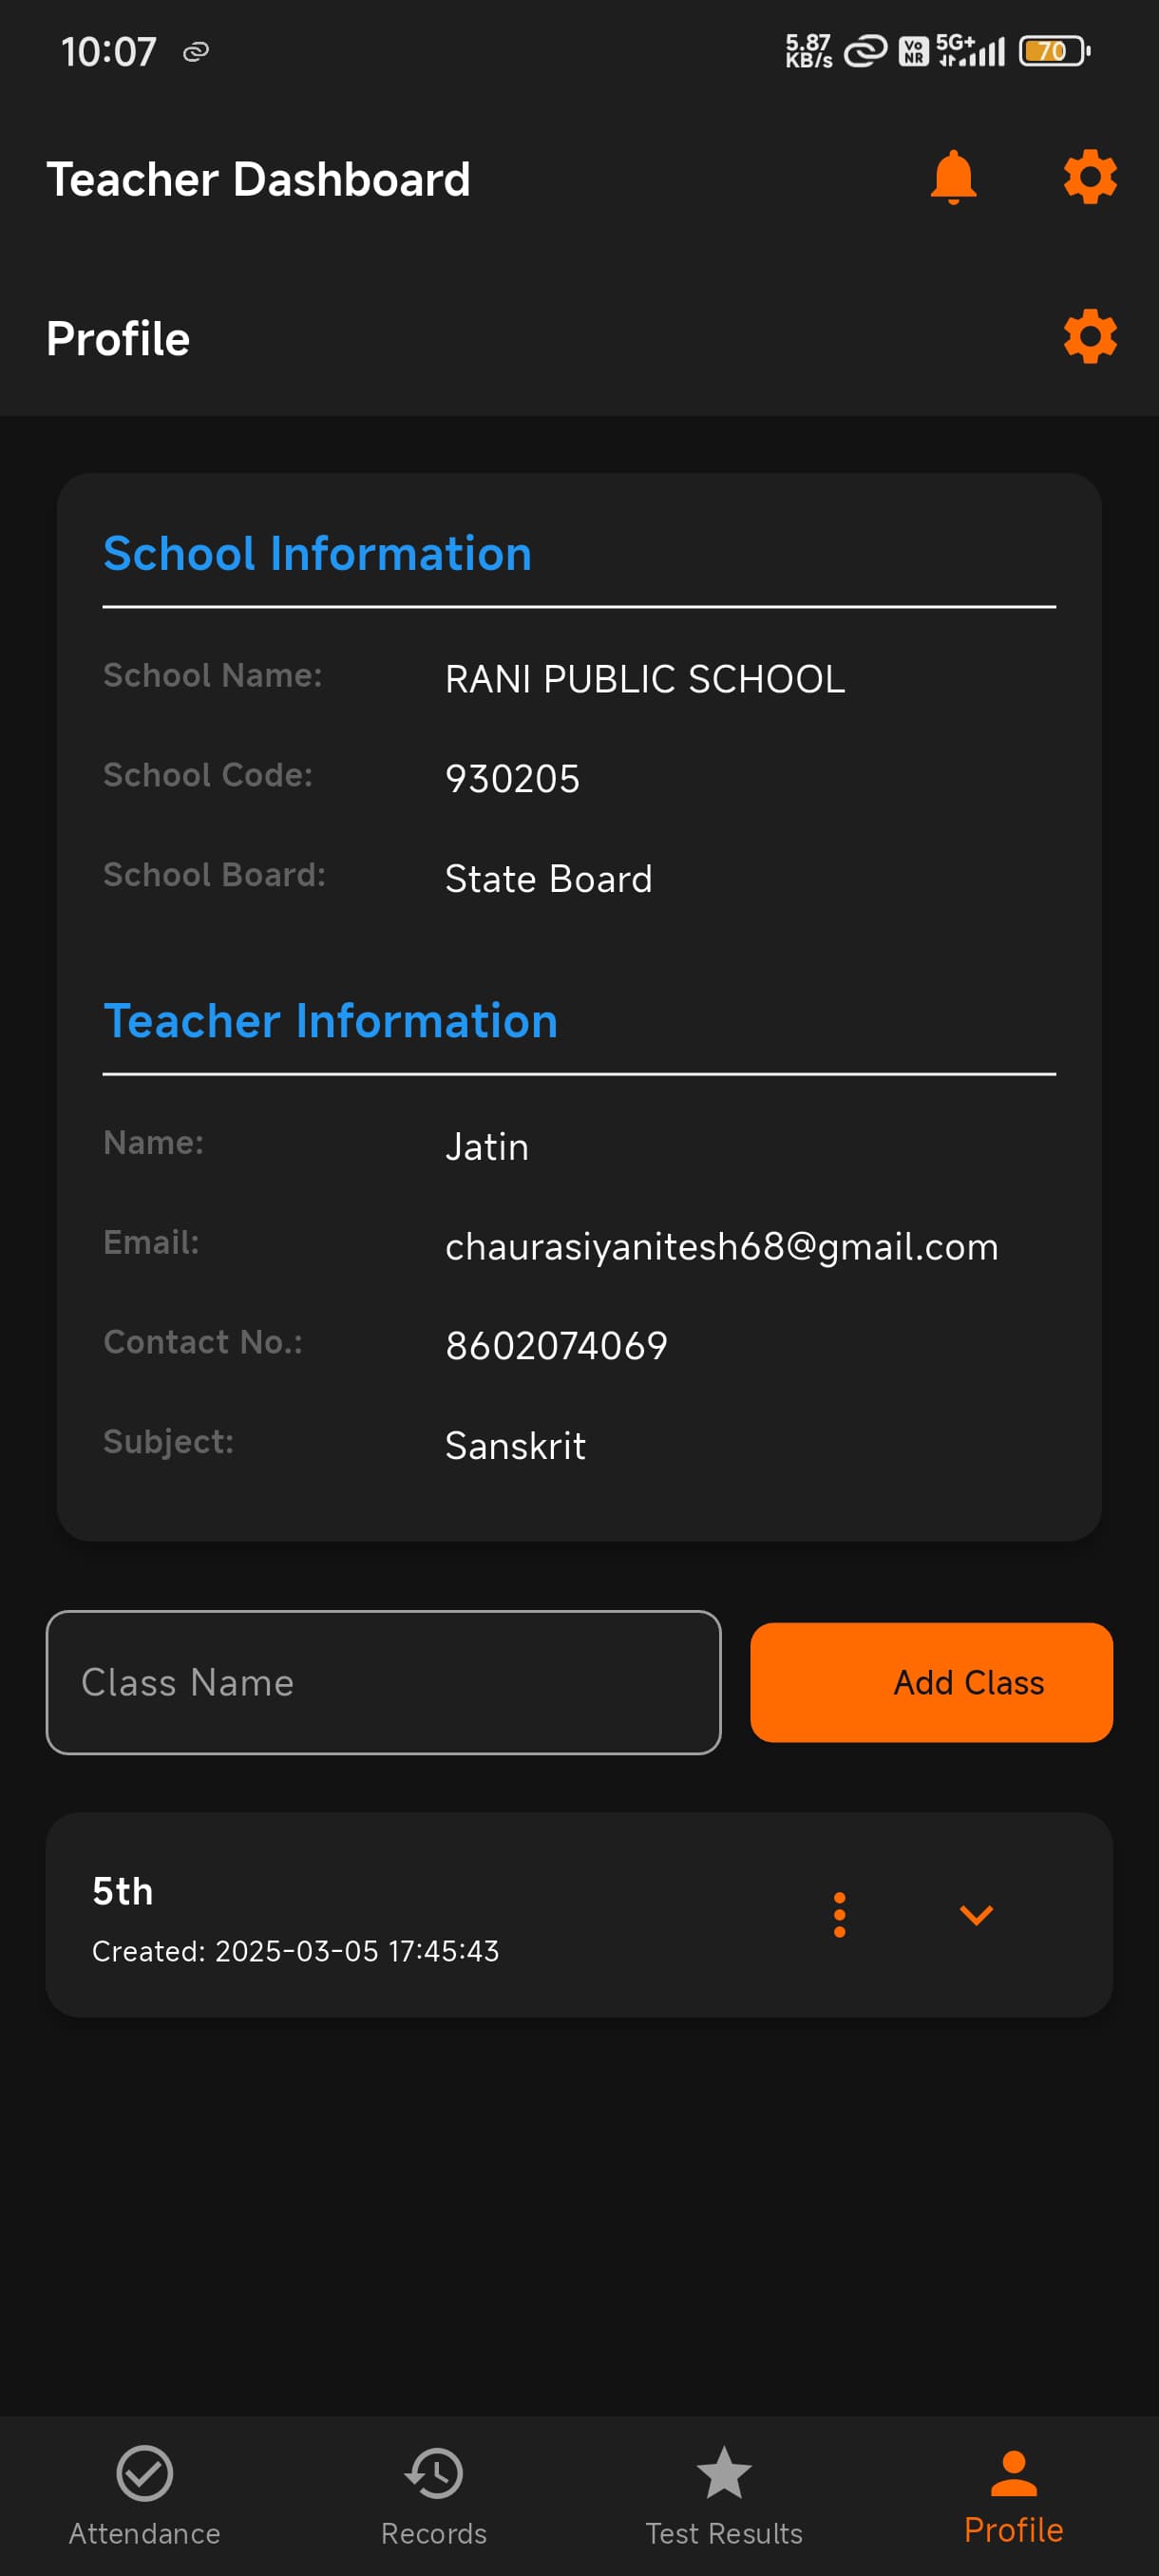 10:07
5.87 KB/s Vo NR 5G+ 70
Teacher Dashboard
Profile
School Information
School Name: RANI PUBLIC SCHOOL
School Code: 930205
School Board: State Board
Teacher Information
Name: Jatin
Email: chaurasiyanitesh68@gmail.com
Contact No.: 8602074069
Subject: Sanskrit
Class Name
Add Class
5th
Created: 2025-03-05 17:45:43
Attendance Records Test Results Profile